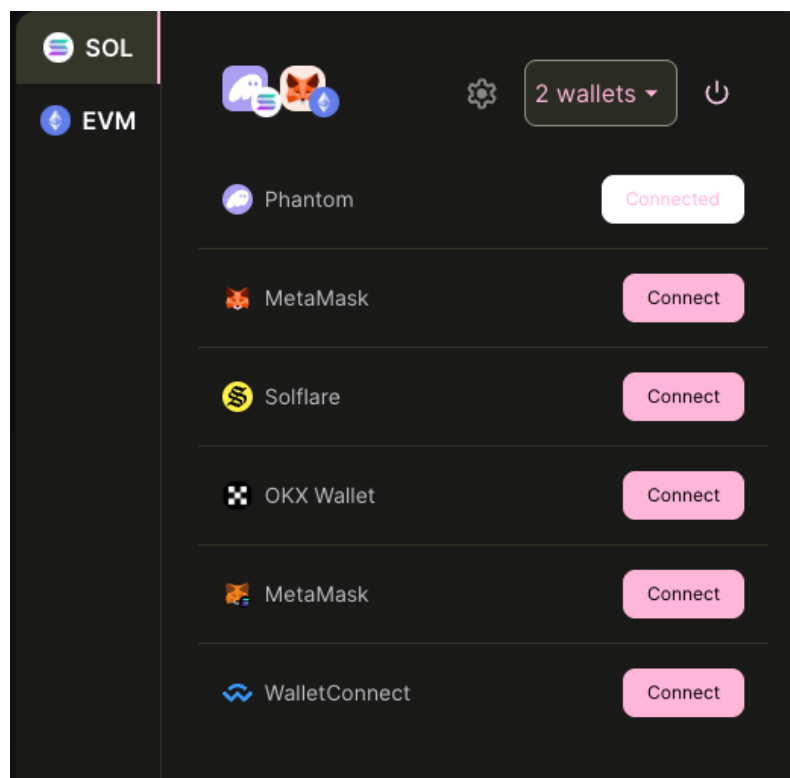 SOL
EVM
2 wallets
Phantom
Connected
MetaMask
Connect
Solflare
Connect
OKX Wallet
Connect
MetaMask
Connect
WalletConnect
Connect